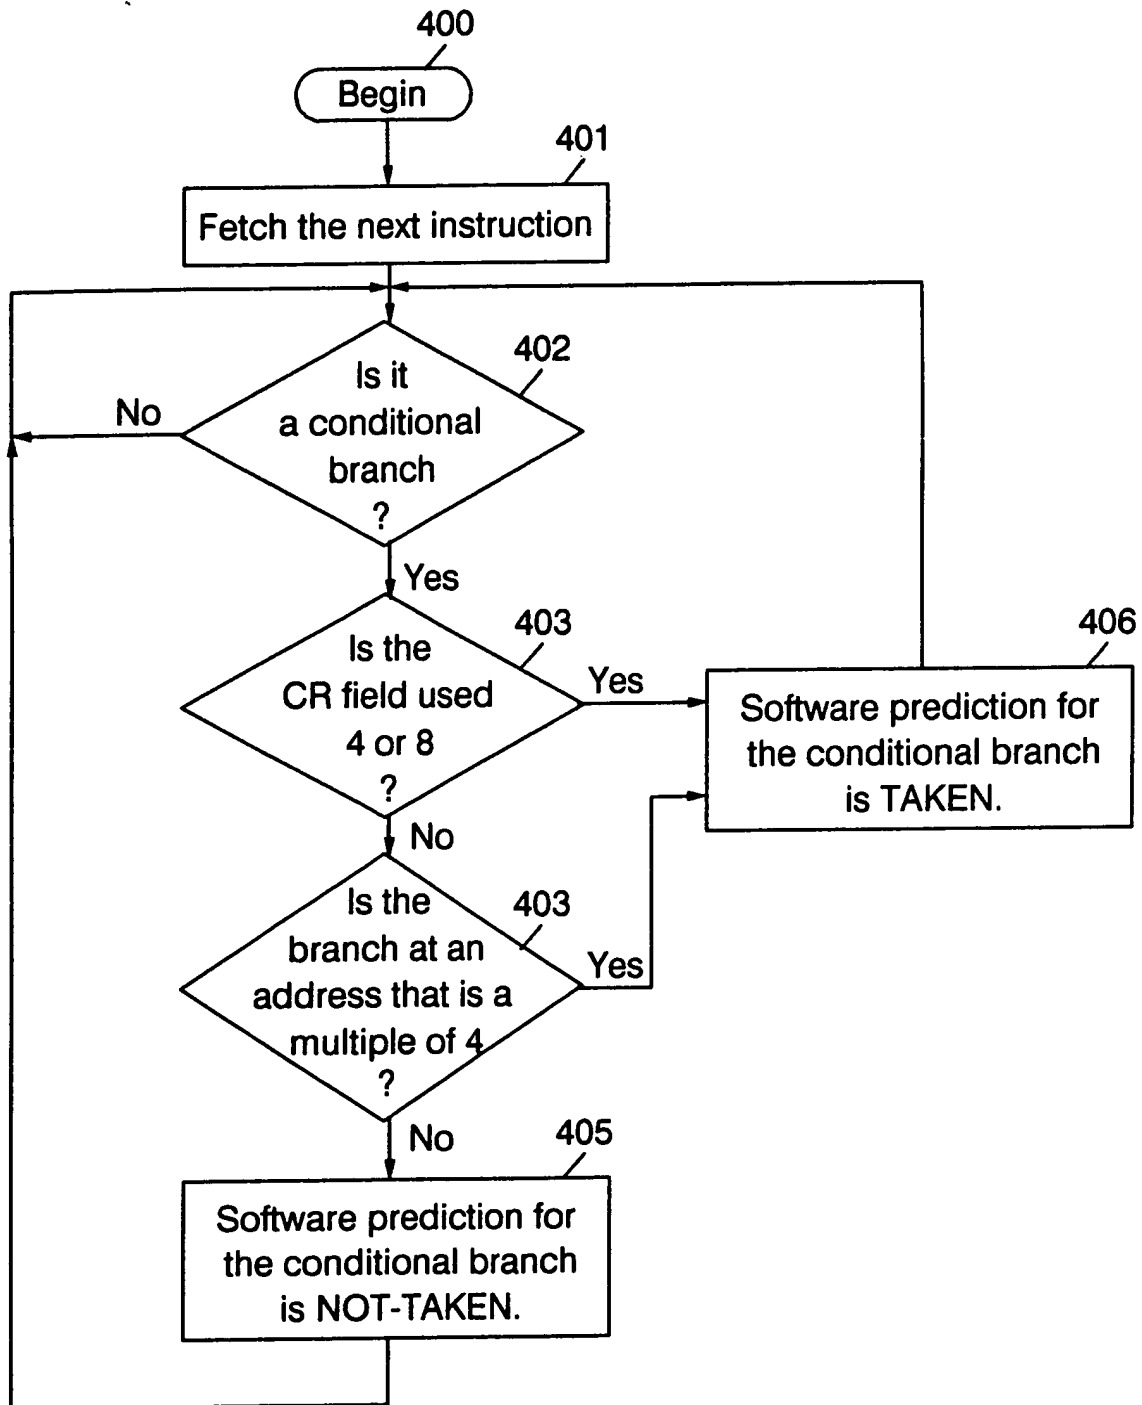 400
Begin
401
Fetch the next instruction
402
Is it
a conditional
branch
?
No
Yes
403
Is the
CR field used
4 or 8
?
Yes
406
Software prediction for
the conditional branch
is TAKEN.
No
403
Is the
branch at an
address that is a
multiple of 4
?
Yes
No
405
Software prediction for
the conditional branch
is NOT-TAKEN.